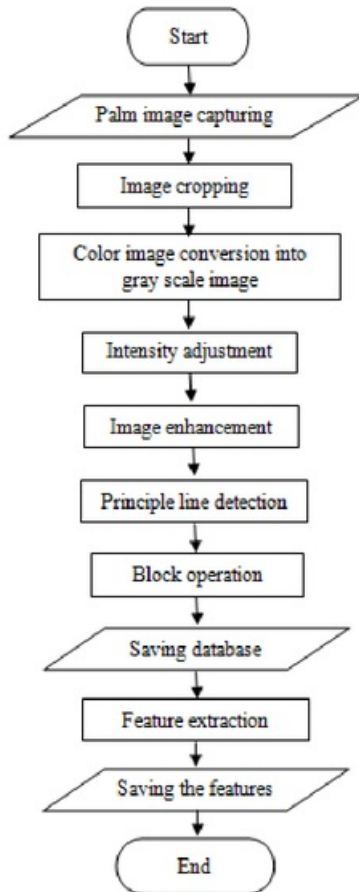 Start
Palm image capturing
Image cropping
Color image conversion into
gray scale image
Intensity adjustment
Image enhancement
Principle line detection
Block operation
Saving database
Feature extraction
Saving the features
End